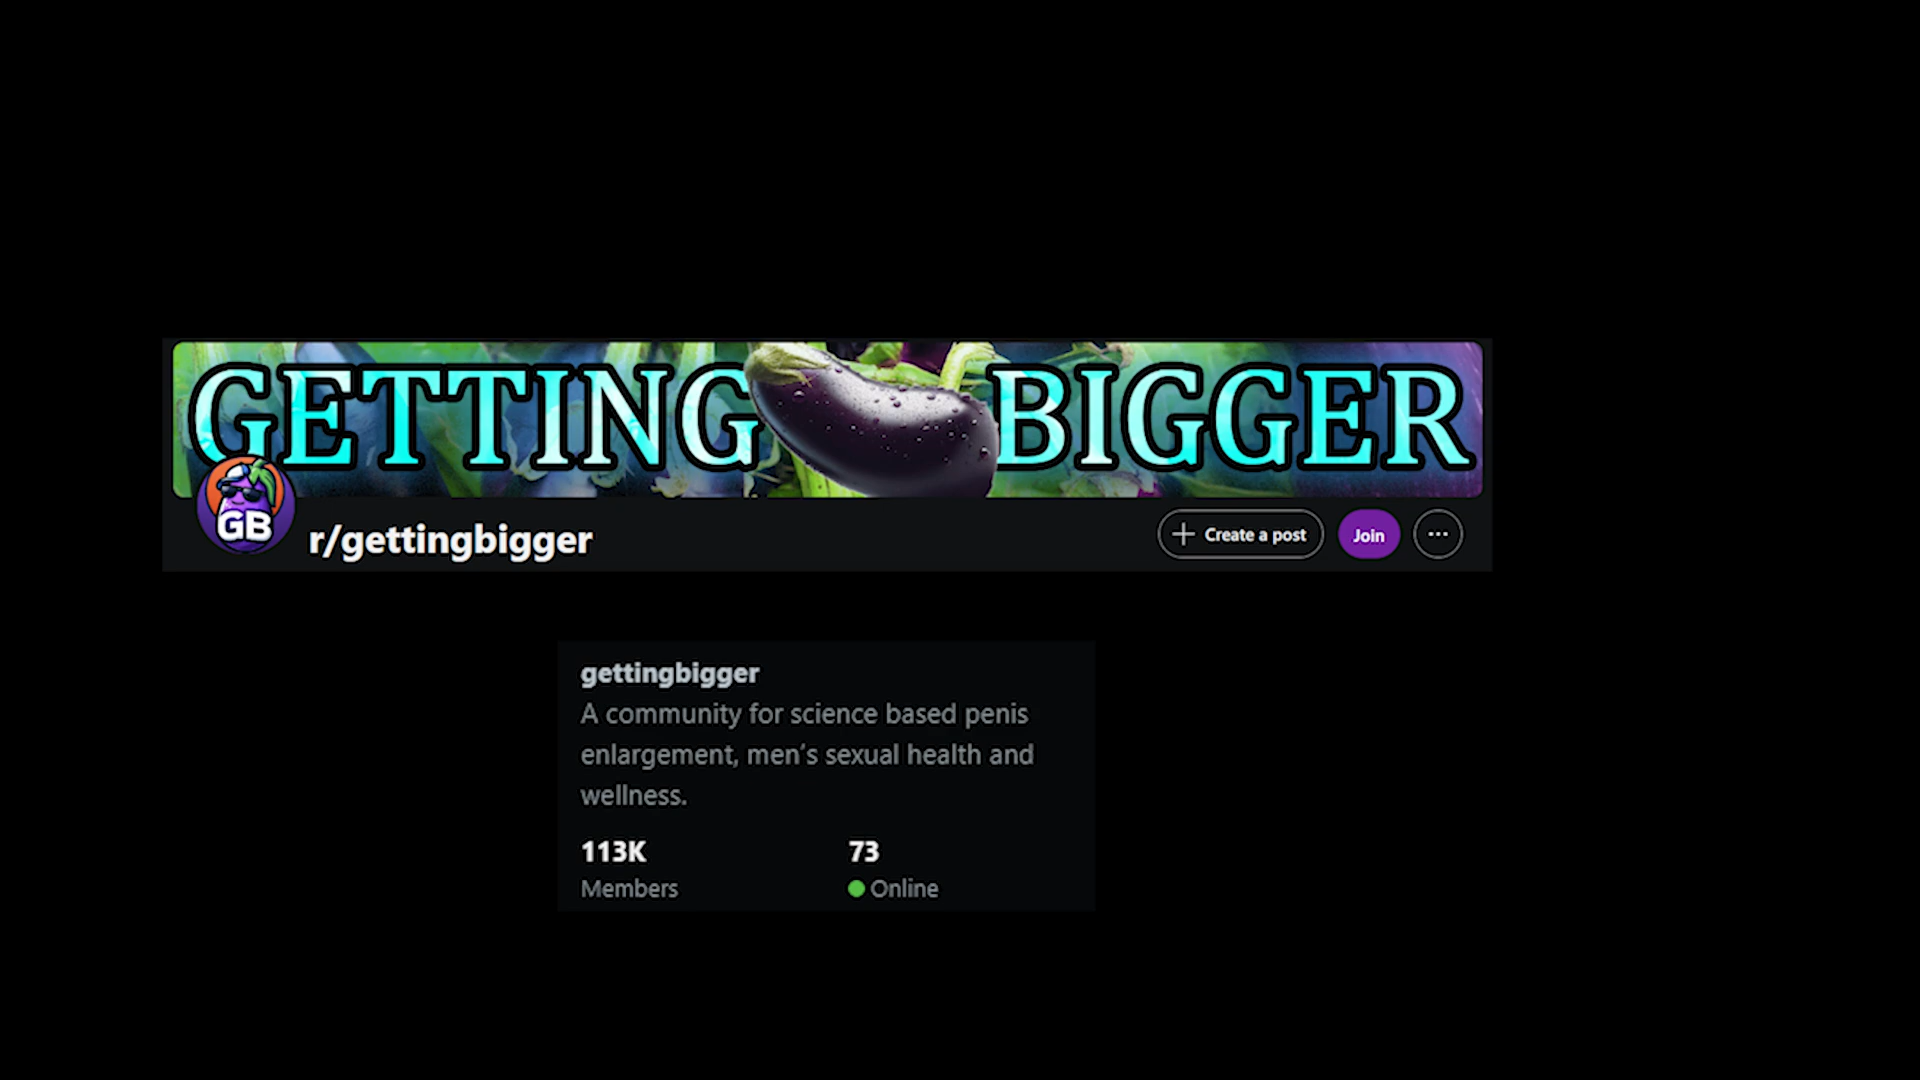 GETTING BIGGER
GB
r/gettingbigger
Create a post
Join
gettingbigger
A community for science based penis
enlargement, men’s sexual health and
wellness.
113K
73
Members
Online